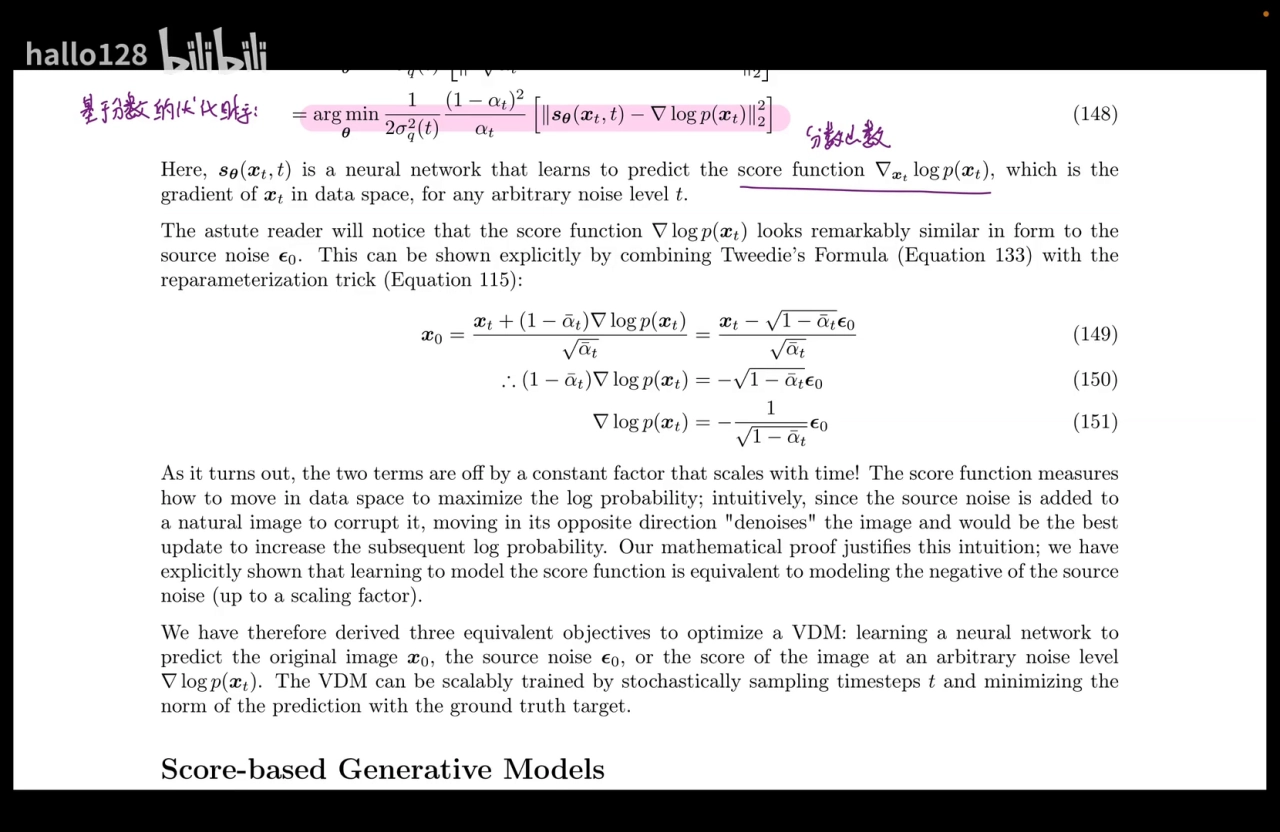 hallo128 bilibili
基于分数的优化目标:
= arg min_θ 1/(2σ_q²(t)) (1 − α_t)²/α_t [‖s_θ(x_t, t) − ∇ log p(x_t)‖₂²] (148)
分数函数
Here, s_θ(x_t, t) is a neural network that learns to predict the score function ∇_{x_t} log p(x_t), which is the
gradient of x_t in data space, for any arbitrary noise level t.
The astute reader will notice that the score function ∇ log p(x_t) looks remarkably similar in form to the
source noise ϵ₀. This can be shown explicitly by combining Tweedie's Formula (Equation 133) with the
reparameterization trick (Equation 115):
x₀ = (x_t + (1 − ᾱ_t)∇ log p(x_t))/√ᾱ_t = (x_t − √(1 − ᾱ_t)ϵ₀)/√ᾱ_t (149)
∴ (1 − ᾱ_t)∇ log p(x_t) = −√(1 − ᾱ_t)ϵ₀ (150)
∇ log p(x_t) = − 1/√(1 − ᾱ_t) ϵ₀ (151)
As it turns out, the two terms are off by a constant factor that scales with time! The score function measures
how to move in data space to maximize the log probability; intuitively, since the source noise is added to
a natural image to corrupt it, moving in its opposite direction "denoises" the image and would be the best
update to increase the subsequent log probability. Our mathematical proof justifies this intuition; we have
explicitly shown that learning to model the score function is equivalent to modeling the negative of the source
noise (up to a scaling factor).
We have therefore derived three equivalent objectives to optimize a VDM: learning a neural network to
predict the original image x₀, the source noise ϵ₀, or the score of the image at an arbitrary noise level
∇ log p(x_t). The VDM can be scalably trained by stochastically sampling timesteps t and minimizing the
norm of the prediction with the ground truth target.
Score-based Generative Models